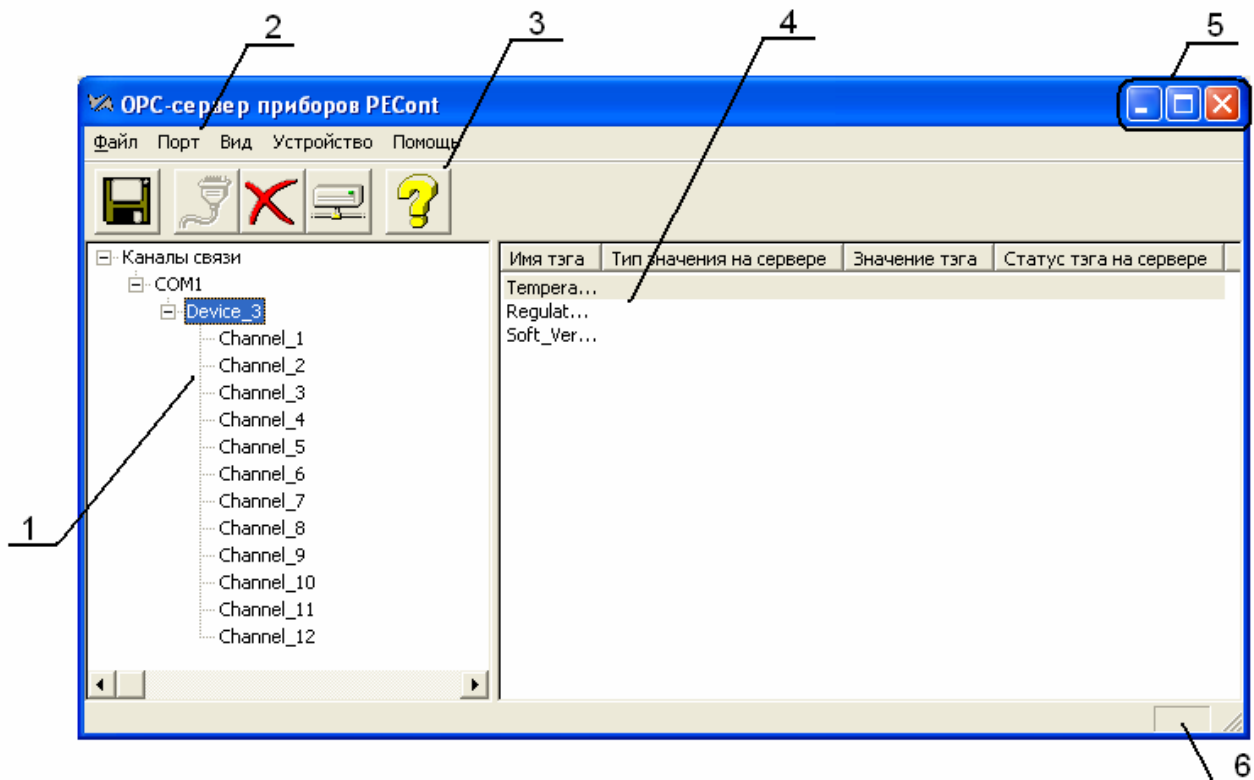 2 3 4 5
ОРС-сервер приборов PECont
Файл Порт Вид Устройство Помощь
Каналы связи
COM1
Device_3
Channel_1
Channel_2
Channel_3
Channel_4
Channel_5
Channel_6
Channel_7
Channel_8
Channel_9
Channel_10
Channel_11
Channel_12
1
Имя тэга Тип значения на сервере Значение тэга Статус тэга на сервере
Tempera...
Regulat...
Soft_Ver...
6